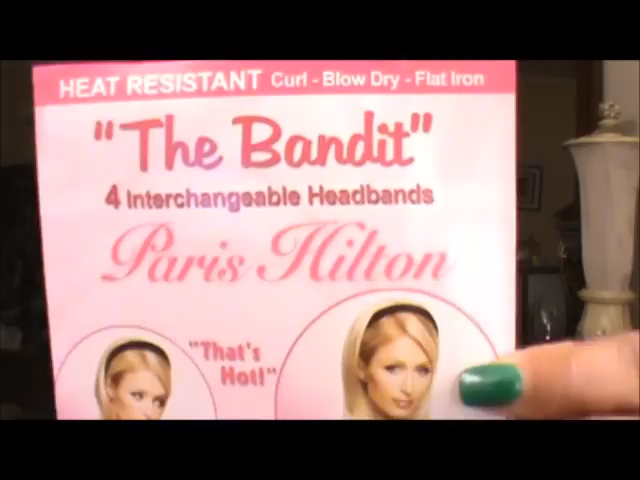 HEAT RESISTANT Curl - Blow Dry - Flat Iron
"The Bandit"
4 Interchangeable Headbands
Paris Hilton
"That's
Hot!"